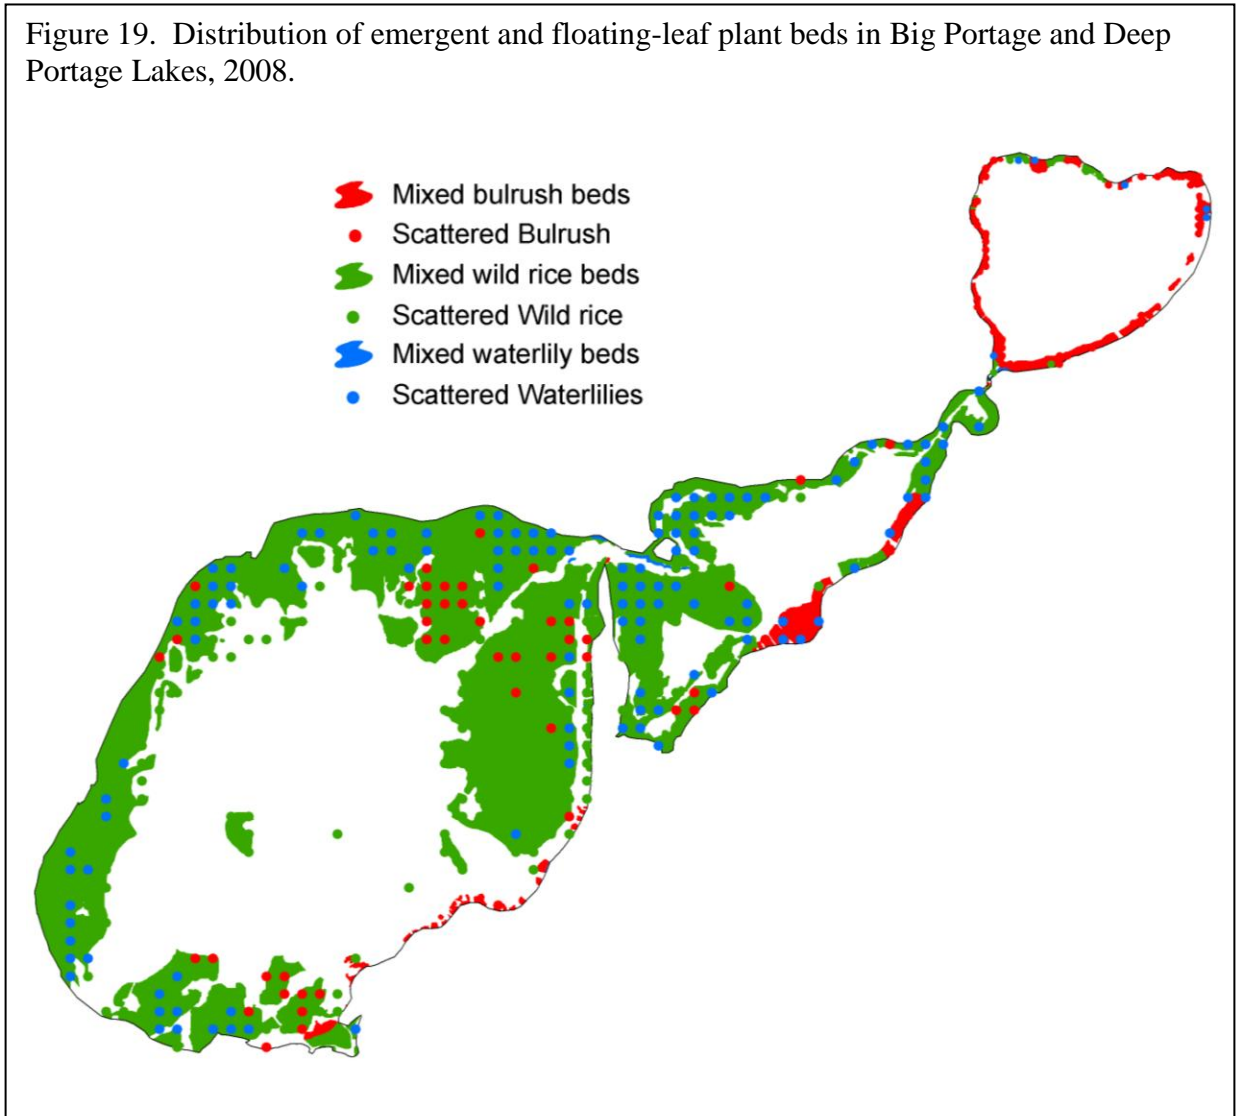 Figure 19.  Distribution of emergent and floating-leaf plant beds in Big Portage and Deep
Portage Lakes, 2008.
Mixed bulrush beds
Scattered Bulrush
Mixed wild rice beds
Scattered Wild rice
Mixed waterlily beds
Scattered Waterlilies